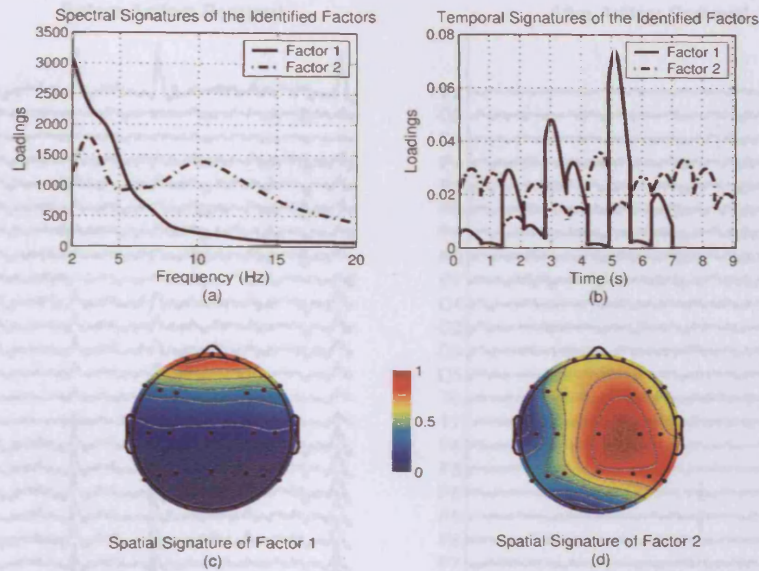 Spectral Signatures of the Identified Factors
3500
3000
2500
2000
1500
1000
500
0
Loadings
Factor 1
Factor 2
2
5
10
15
20
Frequency (Hz)
(a)
Temporal Signatures of the Identified Factors
0.08
0.06
0.04
0.02
0
Loadings
Factor 1
Factor 2
0 1 2 3 4 5 6 7 8 9
Time (s)
(b)
1
0.5
0
Spatial Signature of Factor 1
(c)
Spatial Signature of Factor 2
(d)